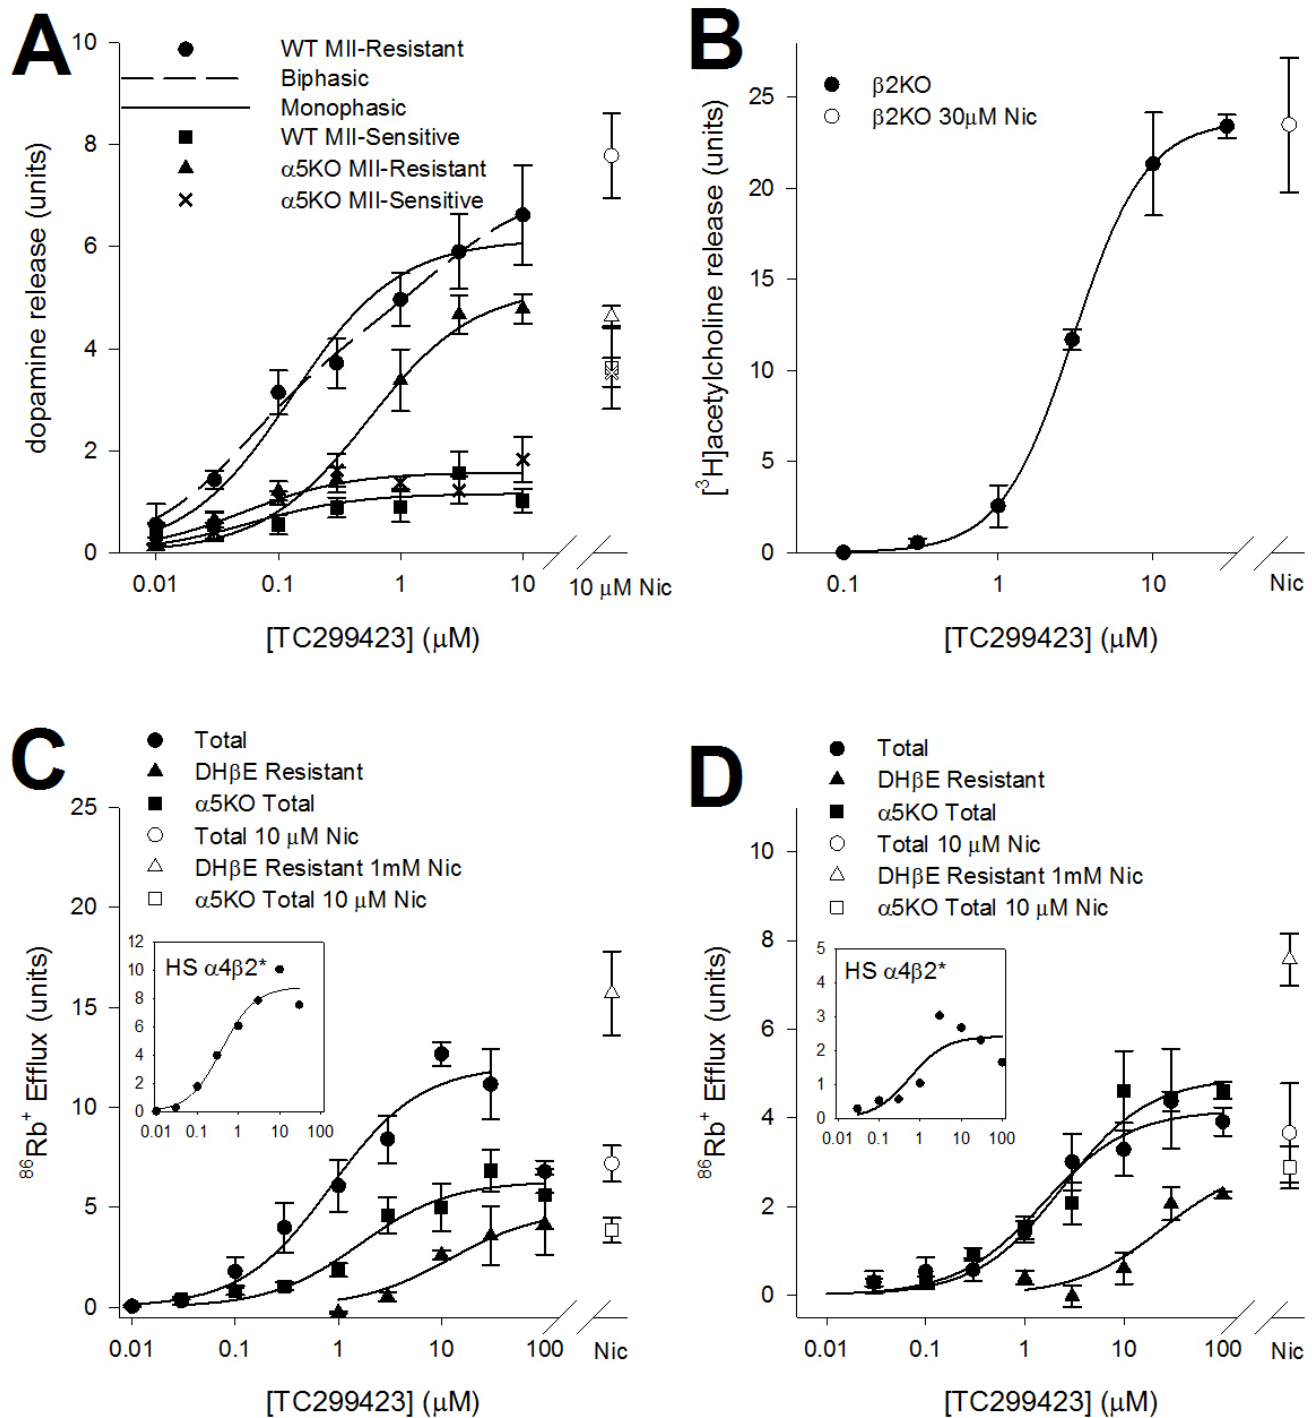 A
10
8
6
4
2
0
dopamine release (units)
WT MII-Resistant
Biphasic
Monophasic
WT MII-Sensitive
α5KO MII-Resistant
α5KO MII-Sensitive
0.01 0.1 1 10 10 μM Nic
[TC299423] (μM)
B
25
20
15
10
5
0
[³H]acetylcholine release (units)
β2KO
β2KO 30μM Nic
0.1 1 10 Nic
[TC299423] (μM)
C
Total
DHβE Resistant
α5KO Total
Total 10 μM Nic
DHβE Resistant 1mM Nic
α5KO Total 10 μM Nic
25
20
15
10
5
0
⁸⁶Rb⁺ Efflux (units)
HS α4β2*
12
10
8
6
4
2
0
0.01 0.1 1 10 100
0.01 0.1 1 10 100 Nic
[TC299423] (μM)
D
Total
DHβE Resistant
α5KO Total
Total 10 μM Nic
DHβE Resistant 1mM Nic
α5KO Total 10 μM Nic
10
8
6
4
2
0
⁸⁶Rb⁺ Efflux (units)
HS α4β2*
5
4
3
2
1
0
0.01 0.1 1 10 100
0.01 0.1 1 10 100 Nic
[TC299423] (μM)